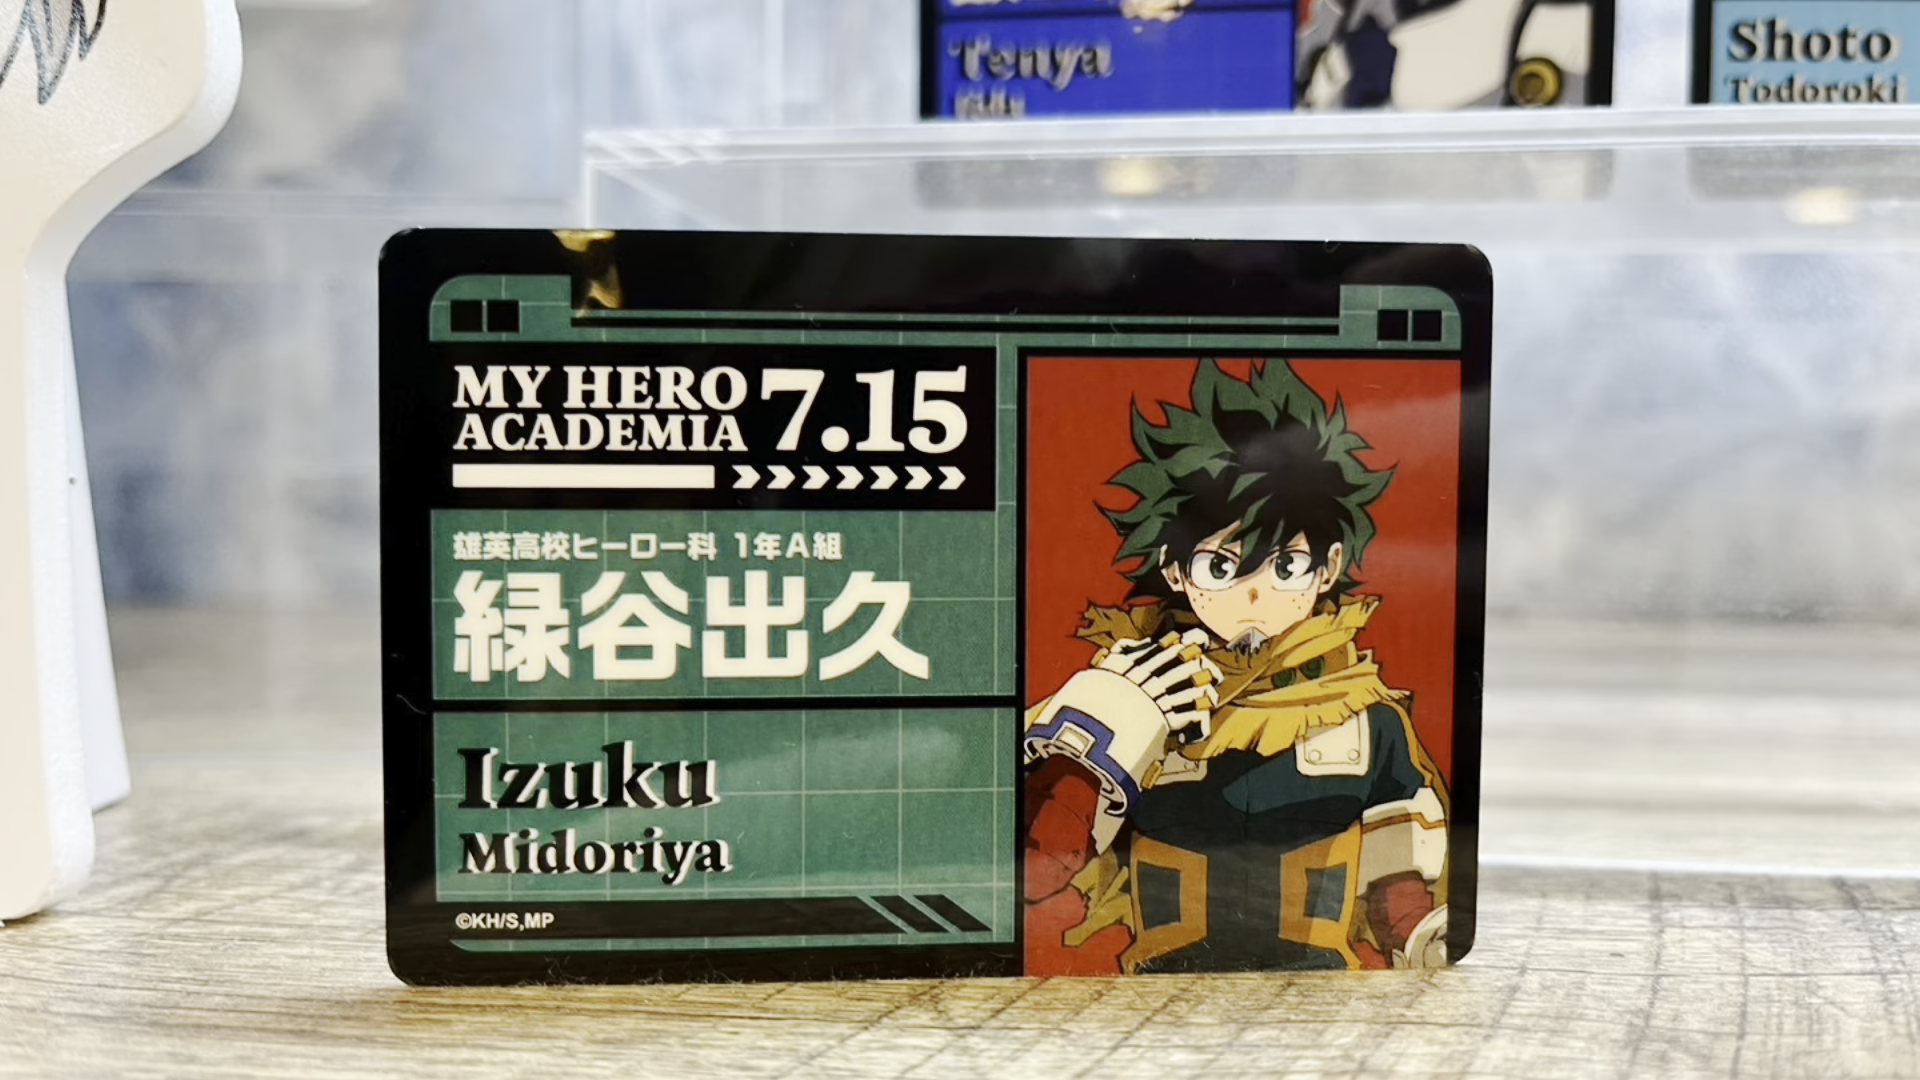 Tenya
Shoto
Todoroki
MY HERO
ACADEMIA
7.15
雄英高校ヒーロー科 1年A組
緑谷出久
Izuku
Midoriya
©KH/S,MP